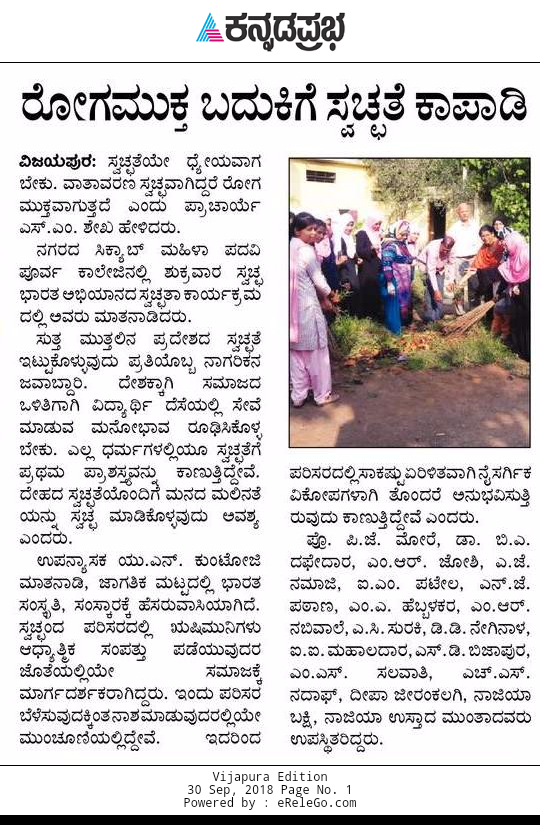 ಕನ್ನಡಪ್ರಭ
ರೋಗಮುಕ್ತ ಬದುಕಿಗೆ ಸ್ವಚ್ಛತೆ ಕಾಪಾಡಿ
ವಿಜಯಪುರ: ಸ್ವಚ್ಛತೆಯೇ ಧ್ಯೇಯವಾಗ
ಬೇಕು. ವಾತಾವರಣ ಸ್ವಚ್ಛವಾಗಿದ್ದರೆ ರೋಗ
ಮುಕ್ತವಾಗುತ್ತದೆ ಎಂದು ಪ್ರಾಚಾರ್ಯೆ
ಎಸ್.ಎಂ. ಶೇಖ ಹೇಳಿದರು.
ನಗರದ ಸಿಕ್ಯಾಬ್ ಮಹಿಳಾ ಪದವಿ
ಪೂರ್ವ ಕಾಲೇಜಿನಲ್ಲಿ ಶುಕ್ರವಾರ ಸ್ವಚ್ಛ
ಭಾರತ ಅಭಿಯಾನದ ಸ್ವಚ್ಛತಾ ಕಾರ್ಯಕ್ರಮ
ದಲ್ಲಿ ಅವರು ಮಾತನಾಡಿದರು.
ಸುತ್ತ ಮುತ್ತಲಿನ ಪ್ರದೇಶದ ಸ್ವಚ್ಛತೆ
ಇಟ್ಟುಕೊಳ್ಳುವುದು ಪ್ರತಿಯೊಬ್ಬ ನಾಗರಿಕನ
ಜವಾಬ್ದಾರಿ. ದೇಶಕ್ಕಾಗಿ ಸಮಾಜದ
ಒಳಿತಿಗಾಗಿ ವಿದ್ಯಾರ್ಥಿ ದೆಸೆಯಲ್ಲಿ ಸೇವೆ
ಮಾಡುವ ಮನೋಭಾವ ರೂಢಿಸಿಕೊಳ್ಳ
ಬೇಕು. ಎಲ್ಲ ಧರ್ಮಗಳಲ್ಲಿಯೂ ಸ್ವಚ್ಛತೆಗೆ
ಪ್ರಥಮ ಪ್ರಾಶಸ್ತ್ಯವನ್ನು ಕಾಣುತ್ತಿದ್ದೇವೆ.
ದೇಹದ ಸ್ವಚ್ಛತೆಯೊಂದಿಗೆ ಮನದ ಮಲಿನತೆ
ಯನ್ನು ಸ್ವಚ್ಛ ಮಾಡಿಕೊಳ್ಳವುದು ಅವಶ್ಯ
ಎಂದರು.
ಉಪನ್ಯಾಸಕ ಯು.ಎನ್. ಕುಂಟೋಜಿ
ಮಾತನಾಡಿ, ಜಾಗತಿಕ ಮಟ್ಟದಲ್ಲಿ ಭಾರತ
ಸಂಸ್ಕೃತಿ, ಸಂಸ್ಕಾರಕ್ಕೆ ಹೆಸರುವಾಸಿಯಾಗಿದೆ.
ಸ್ವಚ್ಛಂದ ಪರಿಸರದಲ್ಲಿ ಋಷಿಮುನಿಗಳು
ಆಧ್ಯಾತ್ಮಿಕ ಸಂಪತ್ತು ಪಡೆಯುವುದರ
ಜೊತೆಯಲ್ಲಿಯೇ ಸಮಾಜಕ್ಕೆ
ಮಾರ್ಗದರ್ಶಕರಾಗಿದ್ದರು. ಇಂದು ಪರಿಸರ
ಬೆಳೆಸುವುದಕ್ಕಿಂತ ನಾಶ ಮಾಡುವುದರಲ್ಲಿಯೇ
ಮುಂಚೂಣಿಯಲ್ಲಿದ್ದೇವೆ. ಇದರಿಂದ
ಪರಿಸರದಲ್ಲಿ ಸಾಕಷ್ಟು ಏರಿಳಿತವಾಗಿ ನೈಸರ್ಗಿಕ
ವಿಕೋಪಗಳಾಗಿ ತೊಂದರೆ ಅನುಭವಿಸುತ್ತಿ
ರುವುದು ಕಾಣುತ್ತಿದ್ದೇವೆ ಎಂದರು.
ಪ್ರೊ. ಪಿ.ಜೆ. ಮೋರೆ, ಡಾ. ಬಿ.ಎ.
ದಫೇದಾರ, ಎಂ.ಆರ್. ಜೋಶಿ, ಎ.ಜೆ.
ನಮಾಜಿ, ಐ.ಎಂ. ಪಟೇಲ, ಎನ್.ಜೆ.
ಪಠಾಣ, ಎಂ.ಎ. ಹೆಬ್ಬಳಕರ, ಎಂ.ಆರ್.
ನಬಿವಾಲೆ, ಎ.ಸಿ. ಸುರಕಿ, ಡಿ.ಡಿ. ನೇಗಿನಾಳ,
ಐ.ಐ. ಮಹಾಲದಾರ, ಎಸ್.ಡಿ. ಬಿಜಾಪುರ,
ಎಂ.ಎಸ್. ಸಲವಾತಿ, ಎಚ್.ಎಸ್.
ನದಾಫ್, ದೀಪಾ ಜೀರಂಕಲಗಿ, ನಾಜಿಯಾ
ಬಕ್ಷಿ, ನಾಜಿಯಾ ಉಸ್ತಾದ ಮುಂತಾದವರು
ಉಪಸ್ಥಿತರಿದ್ದರು.
Vijapura Edition
30 Sep, 2018 Page No. 1
Powered by : eReleGo.com